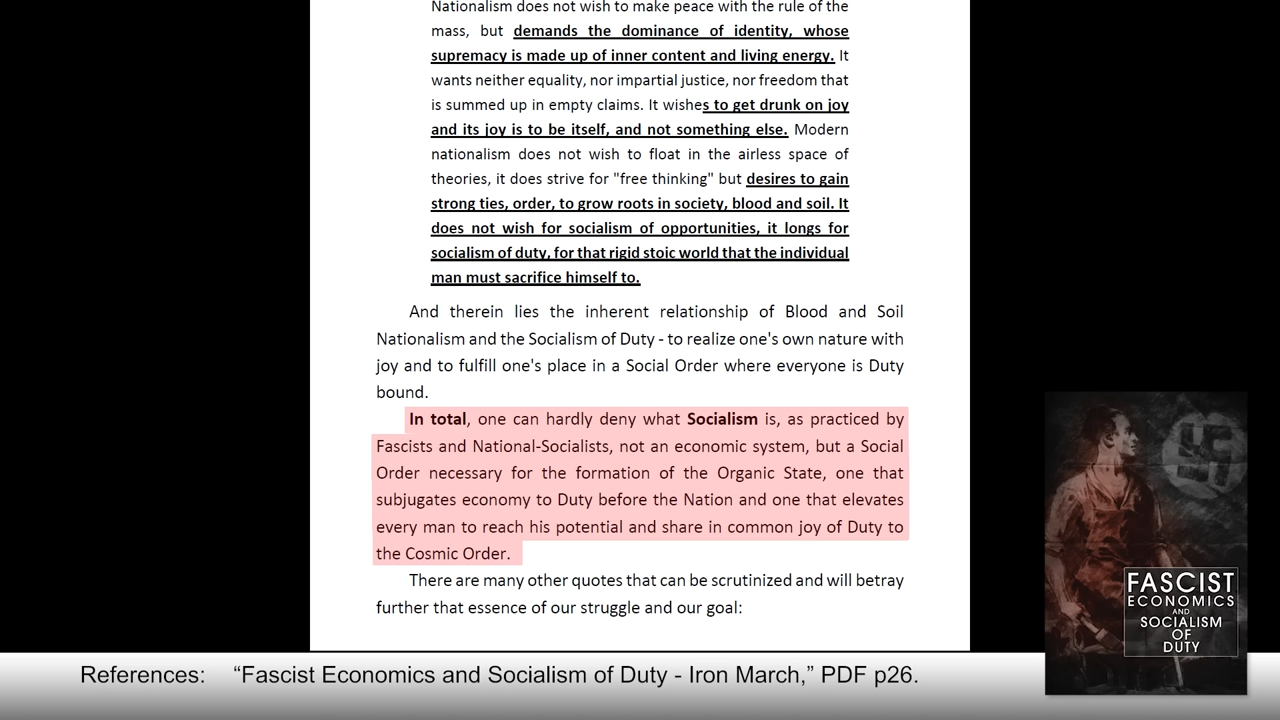 Nationalism does not wish to make peace with the rule of the
mass, but demands the dominance of identity, whose
supremacy is made up of inner content and living energy. It
wants neither equality, nor impartial justice, nor freedom that
is summed up in empty claims. It wishes to get drunk on joy
and its joy is to be itself, and not something else. Modern
nationalism does not wish to float in the airless space of
theories, it does strive for "free thinking" but desires to gain
strong ties, order, to grow roots in society, blood and soil. It
does not wish for socialism of opportunities, it longs for
socialism of duty, for that rigid stoic world that the individual
man must sacrifice himself to.
And therein lies the inherent relationship of Blood and Soil
Nationalism and the Socialism of Duty - to realize one's own nature with
joy and to fulfill one's place in a Social Order where everyone is Duty
bound.
In total, one can hardly deny what Socialism is, as practiced by
Fascists and National-Socialists, not an economic system, but a Social
Order necessary for the formation of the Organic State, one that
subjugates economy to Duty before the Nation and one that elevates
every man to reach his potential and share in common joy of Duty to
the Cosmic Order.
There are many other quotes that can be scrutinized and will betray
further that essence of our struggle and our goal:
FASCIST
ECONOMICS
AND
SOCIALISM
OF
DUTY
References: “Fascist Economics and Socialism of Duty - Iron March,” PDF p26.